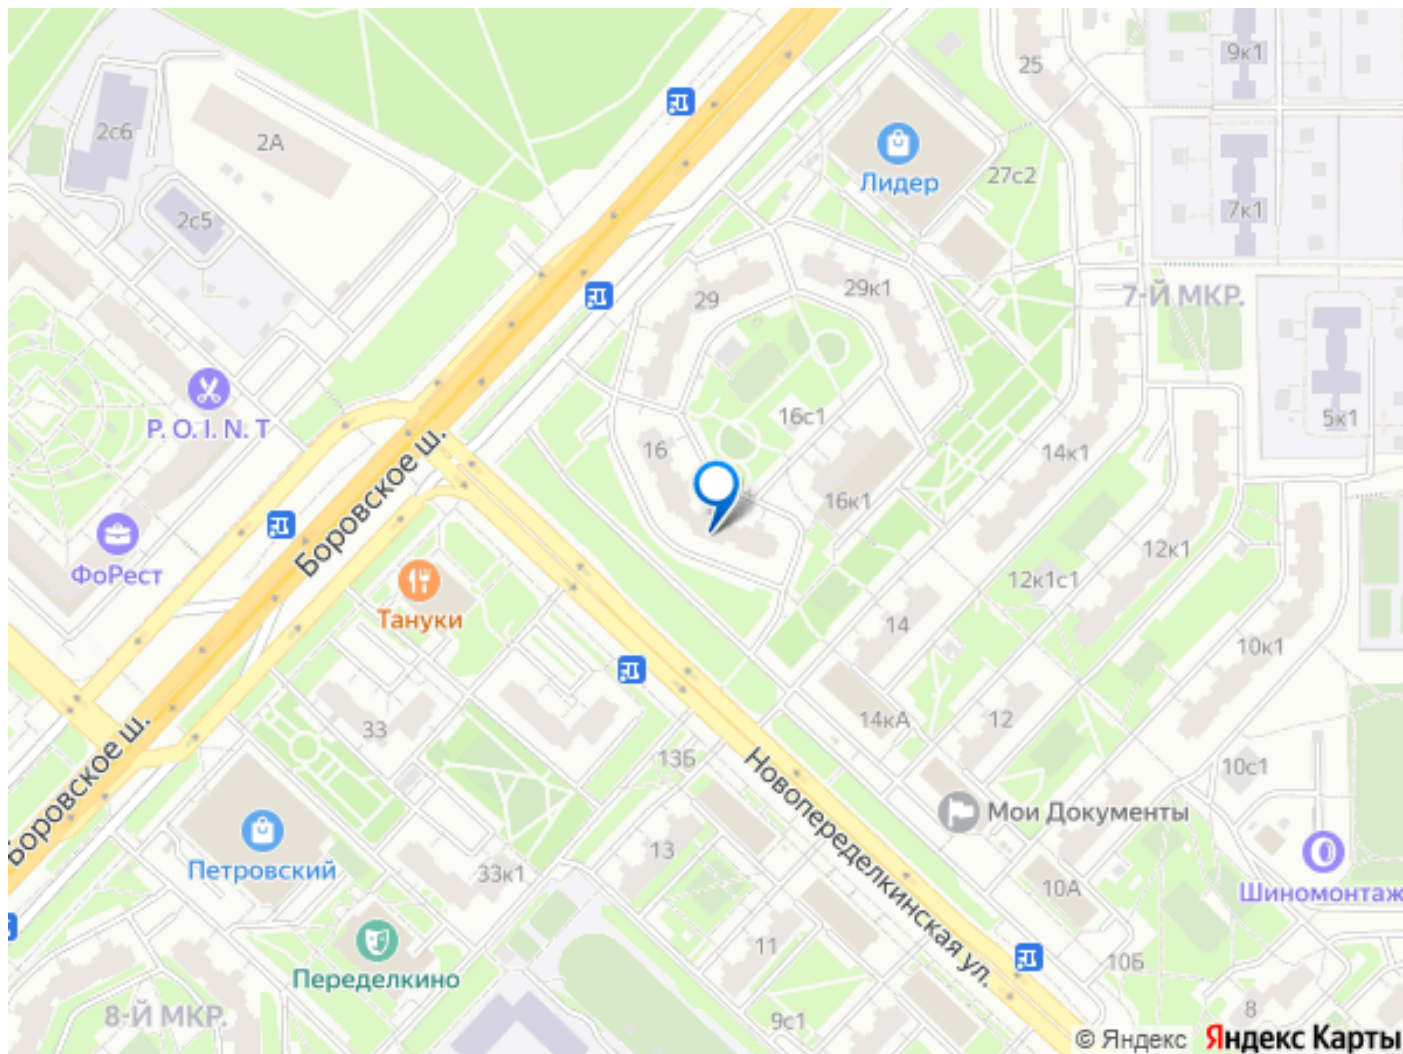 25
9к1
2с6
2А
Лидер
27с2
7к1
2с5
29
29к1
7-Й МКР.
P. O. I. N. T
16с1
5к1
Боровское ш.
16
14к1
16к1
ФоРест
12к1
Тануки
12к1с1
14
10к1
33
14кА
12
Боровское ш.
13Б
Новопеределкинская ул.
10с1
Мои Документы
Петровский
13
33к1
10А
Шиномонтаж
11
10Б
Переделкино
8-Й МКР.
9с1
8
© Яндекс Яндекс Карты